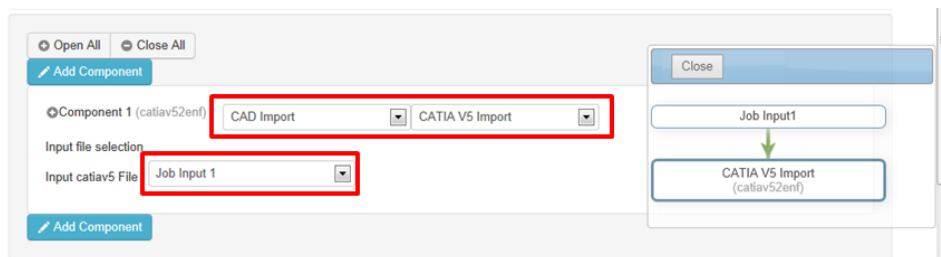 Open All Close All
Add Component
Component 1 (catiav52enf) CAD Import CATIA V5 Import
Input file selection
Input catiav5 File Job Input 1
Add Component
Close
Job Input1
CATIA V5 Import
(catiav52enf)